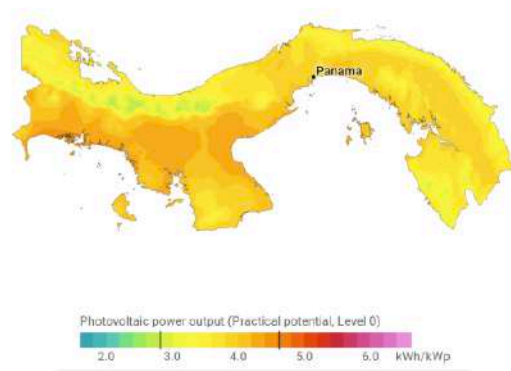 Panama
Photovoltaic power output (Practical potential, Level 0)
2.0 3.0 4.0 5.0 6.0 kWh/kWp